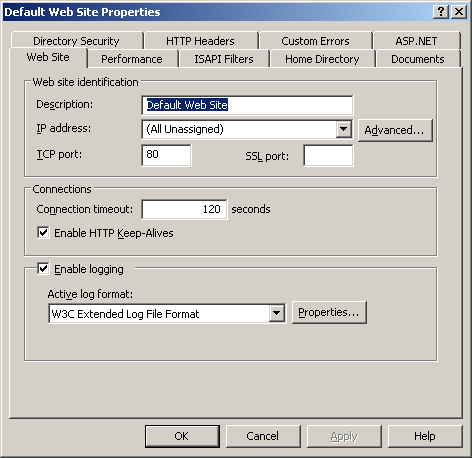 Default Web Site Properties
Directory Security HTTP Headers Custom Errors ASP.NET
Web Site Performance ISAPI Filters Home Directory Documents
Web site identification
Description: Default Web Site
IP address: (All Unassigned) Advanced...
TCP port: 80 SSL port:
Connections
Connection timeout: 120 seconds
Enable HTTP Keep-Alives
Enable logging
Active log format:
W3C Extended Log File Format Properties...
OK Cancel Apply Help